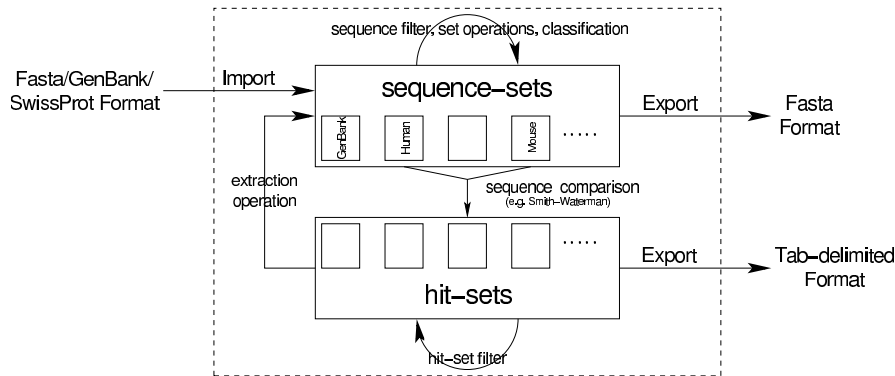 sequence filter, set operations, classification
Fasta/GenBank/
SwissProt Format
Import
sequence−sets
Export
Fasta
Format
GenBank
Human
Mouse
.....
extraction
operation
sequence comparison
(e.g. Smith−Waterman)
.....
Export
Tab−delimited
Format
hit−sets
hit−set filter